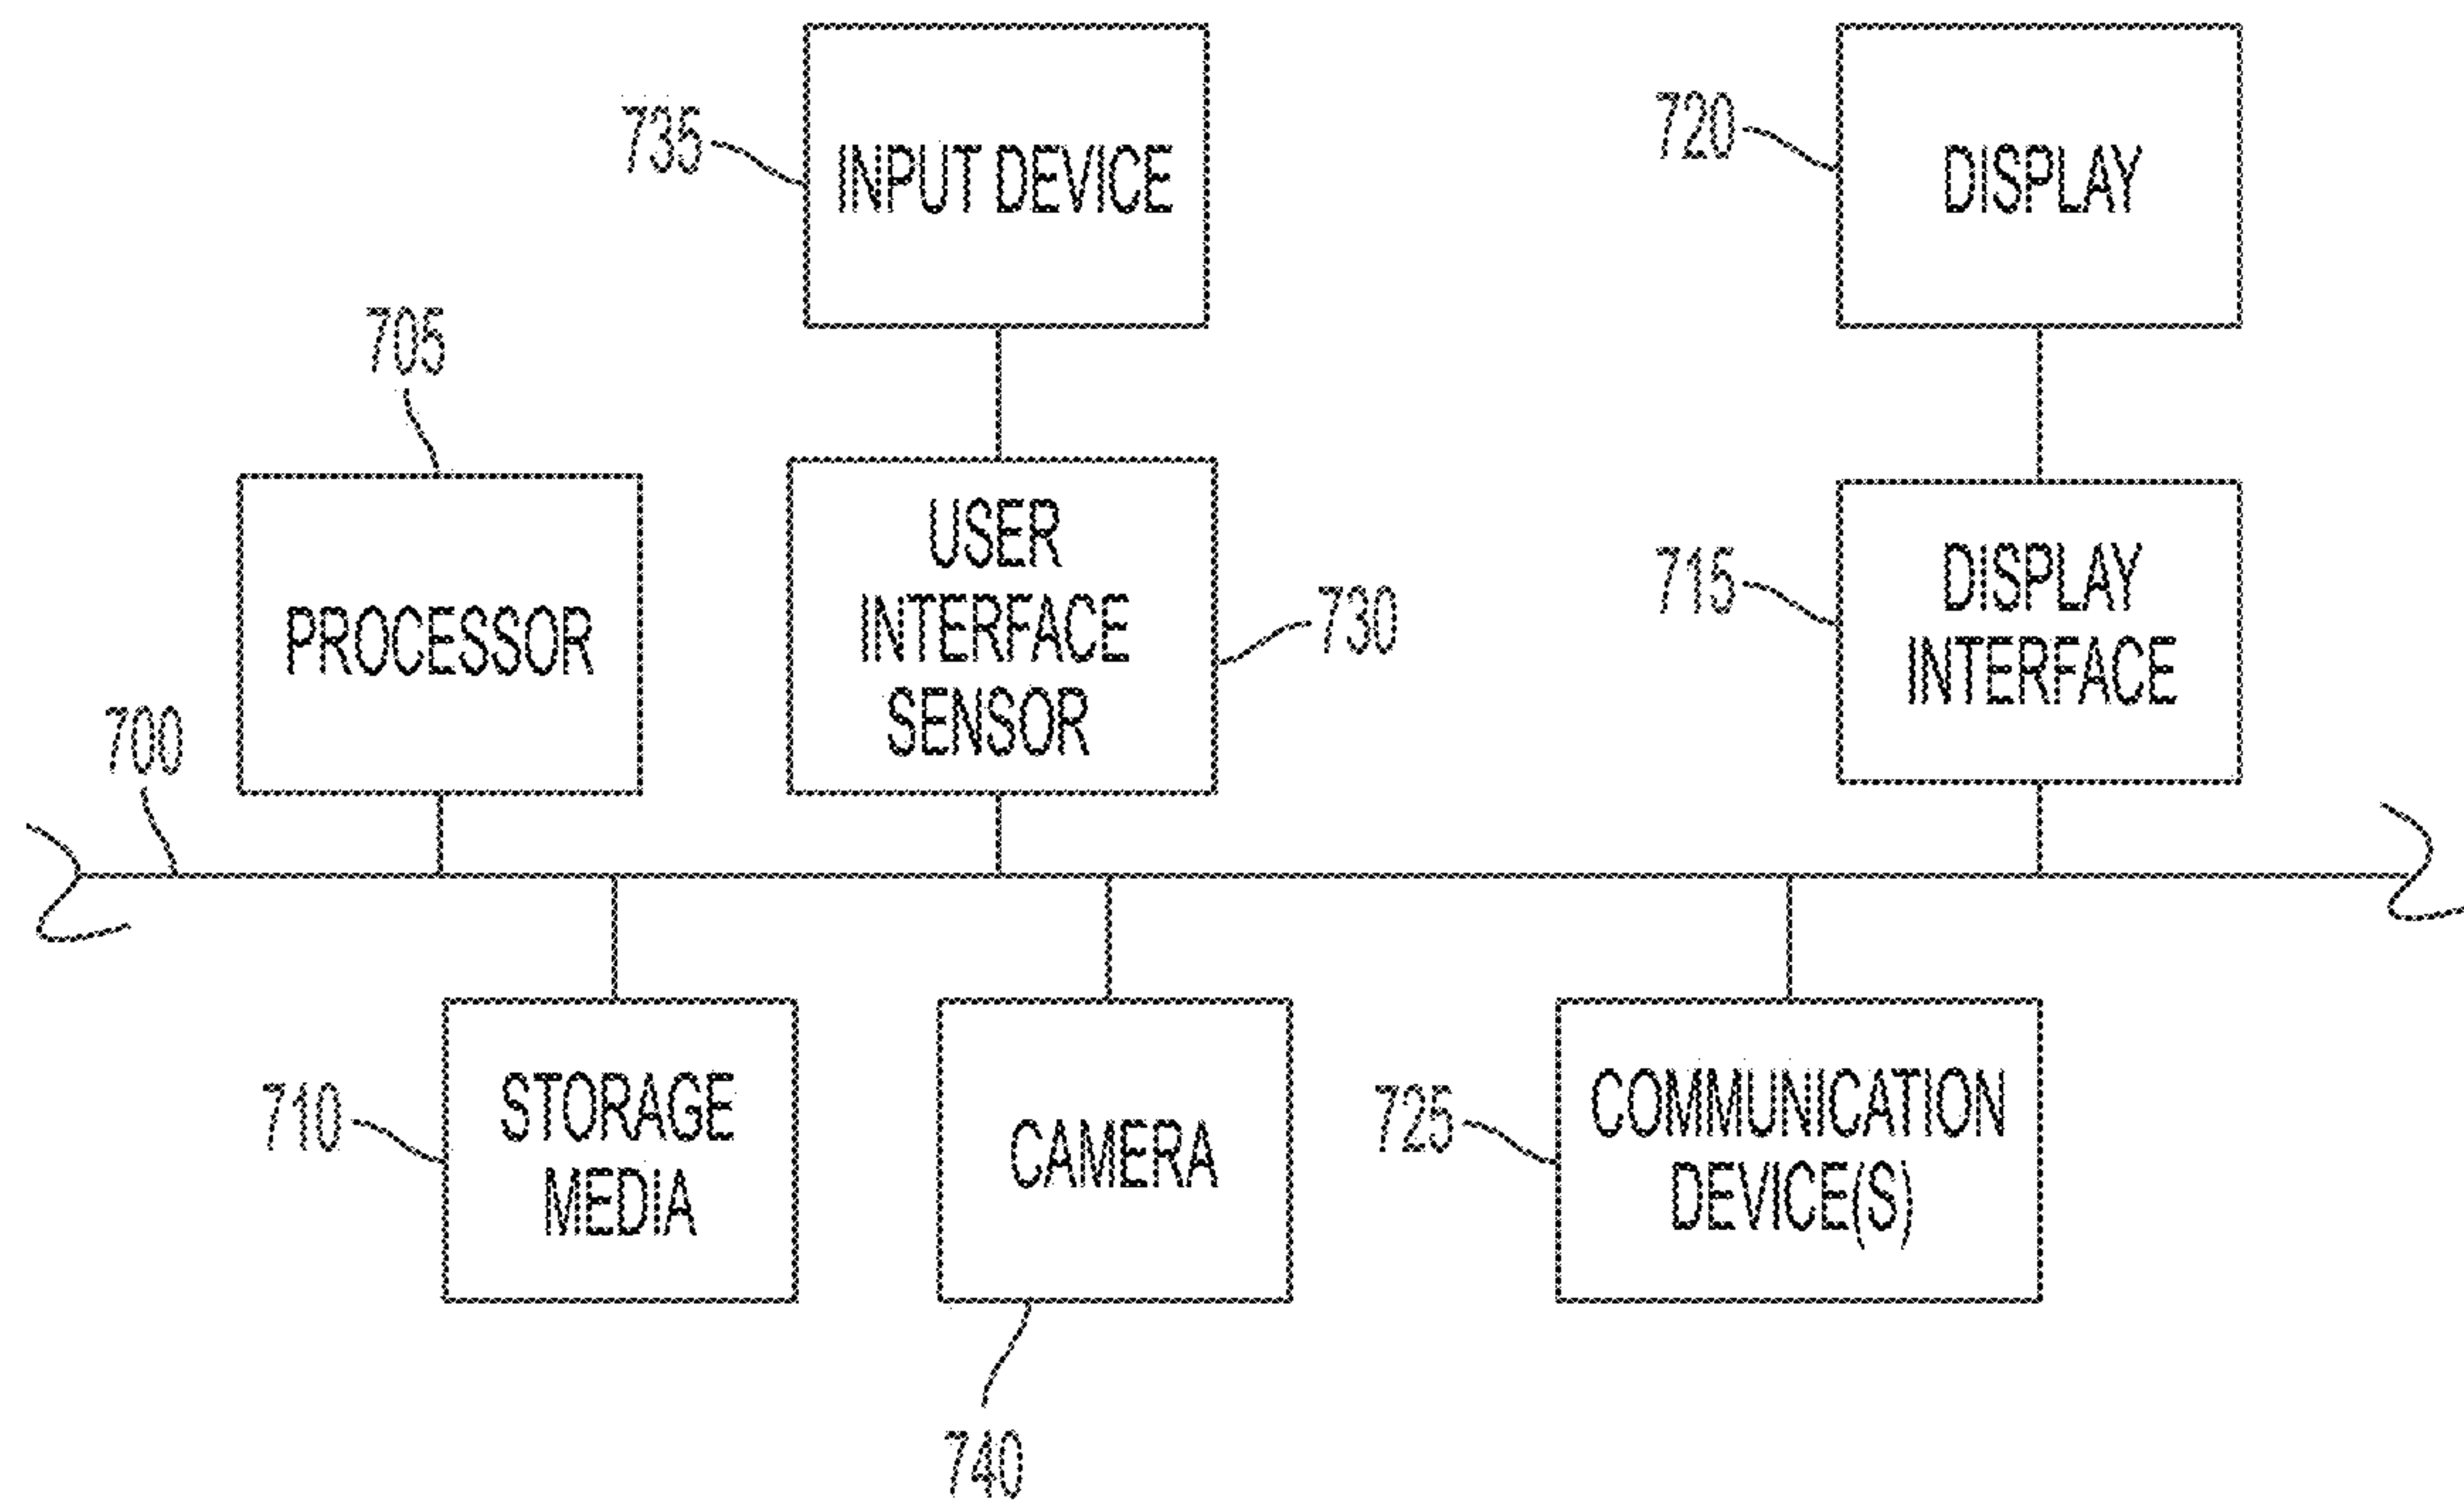 735
INPUT DEVICE
720
DISPLAY
705
PROCESSOR
USER
INTERFACE
SENSOR
730
715
DISPLAY
INTERFACE
700
710
STORAGE
MEDIA
CAMERA
740
725
COMMUNICATION
DEVICE(S)